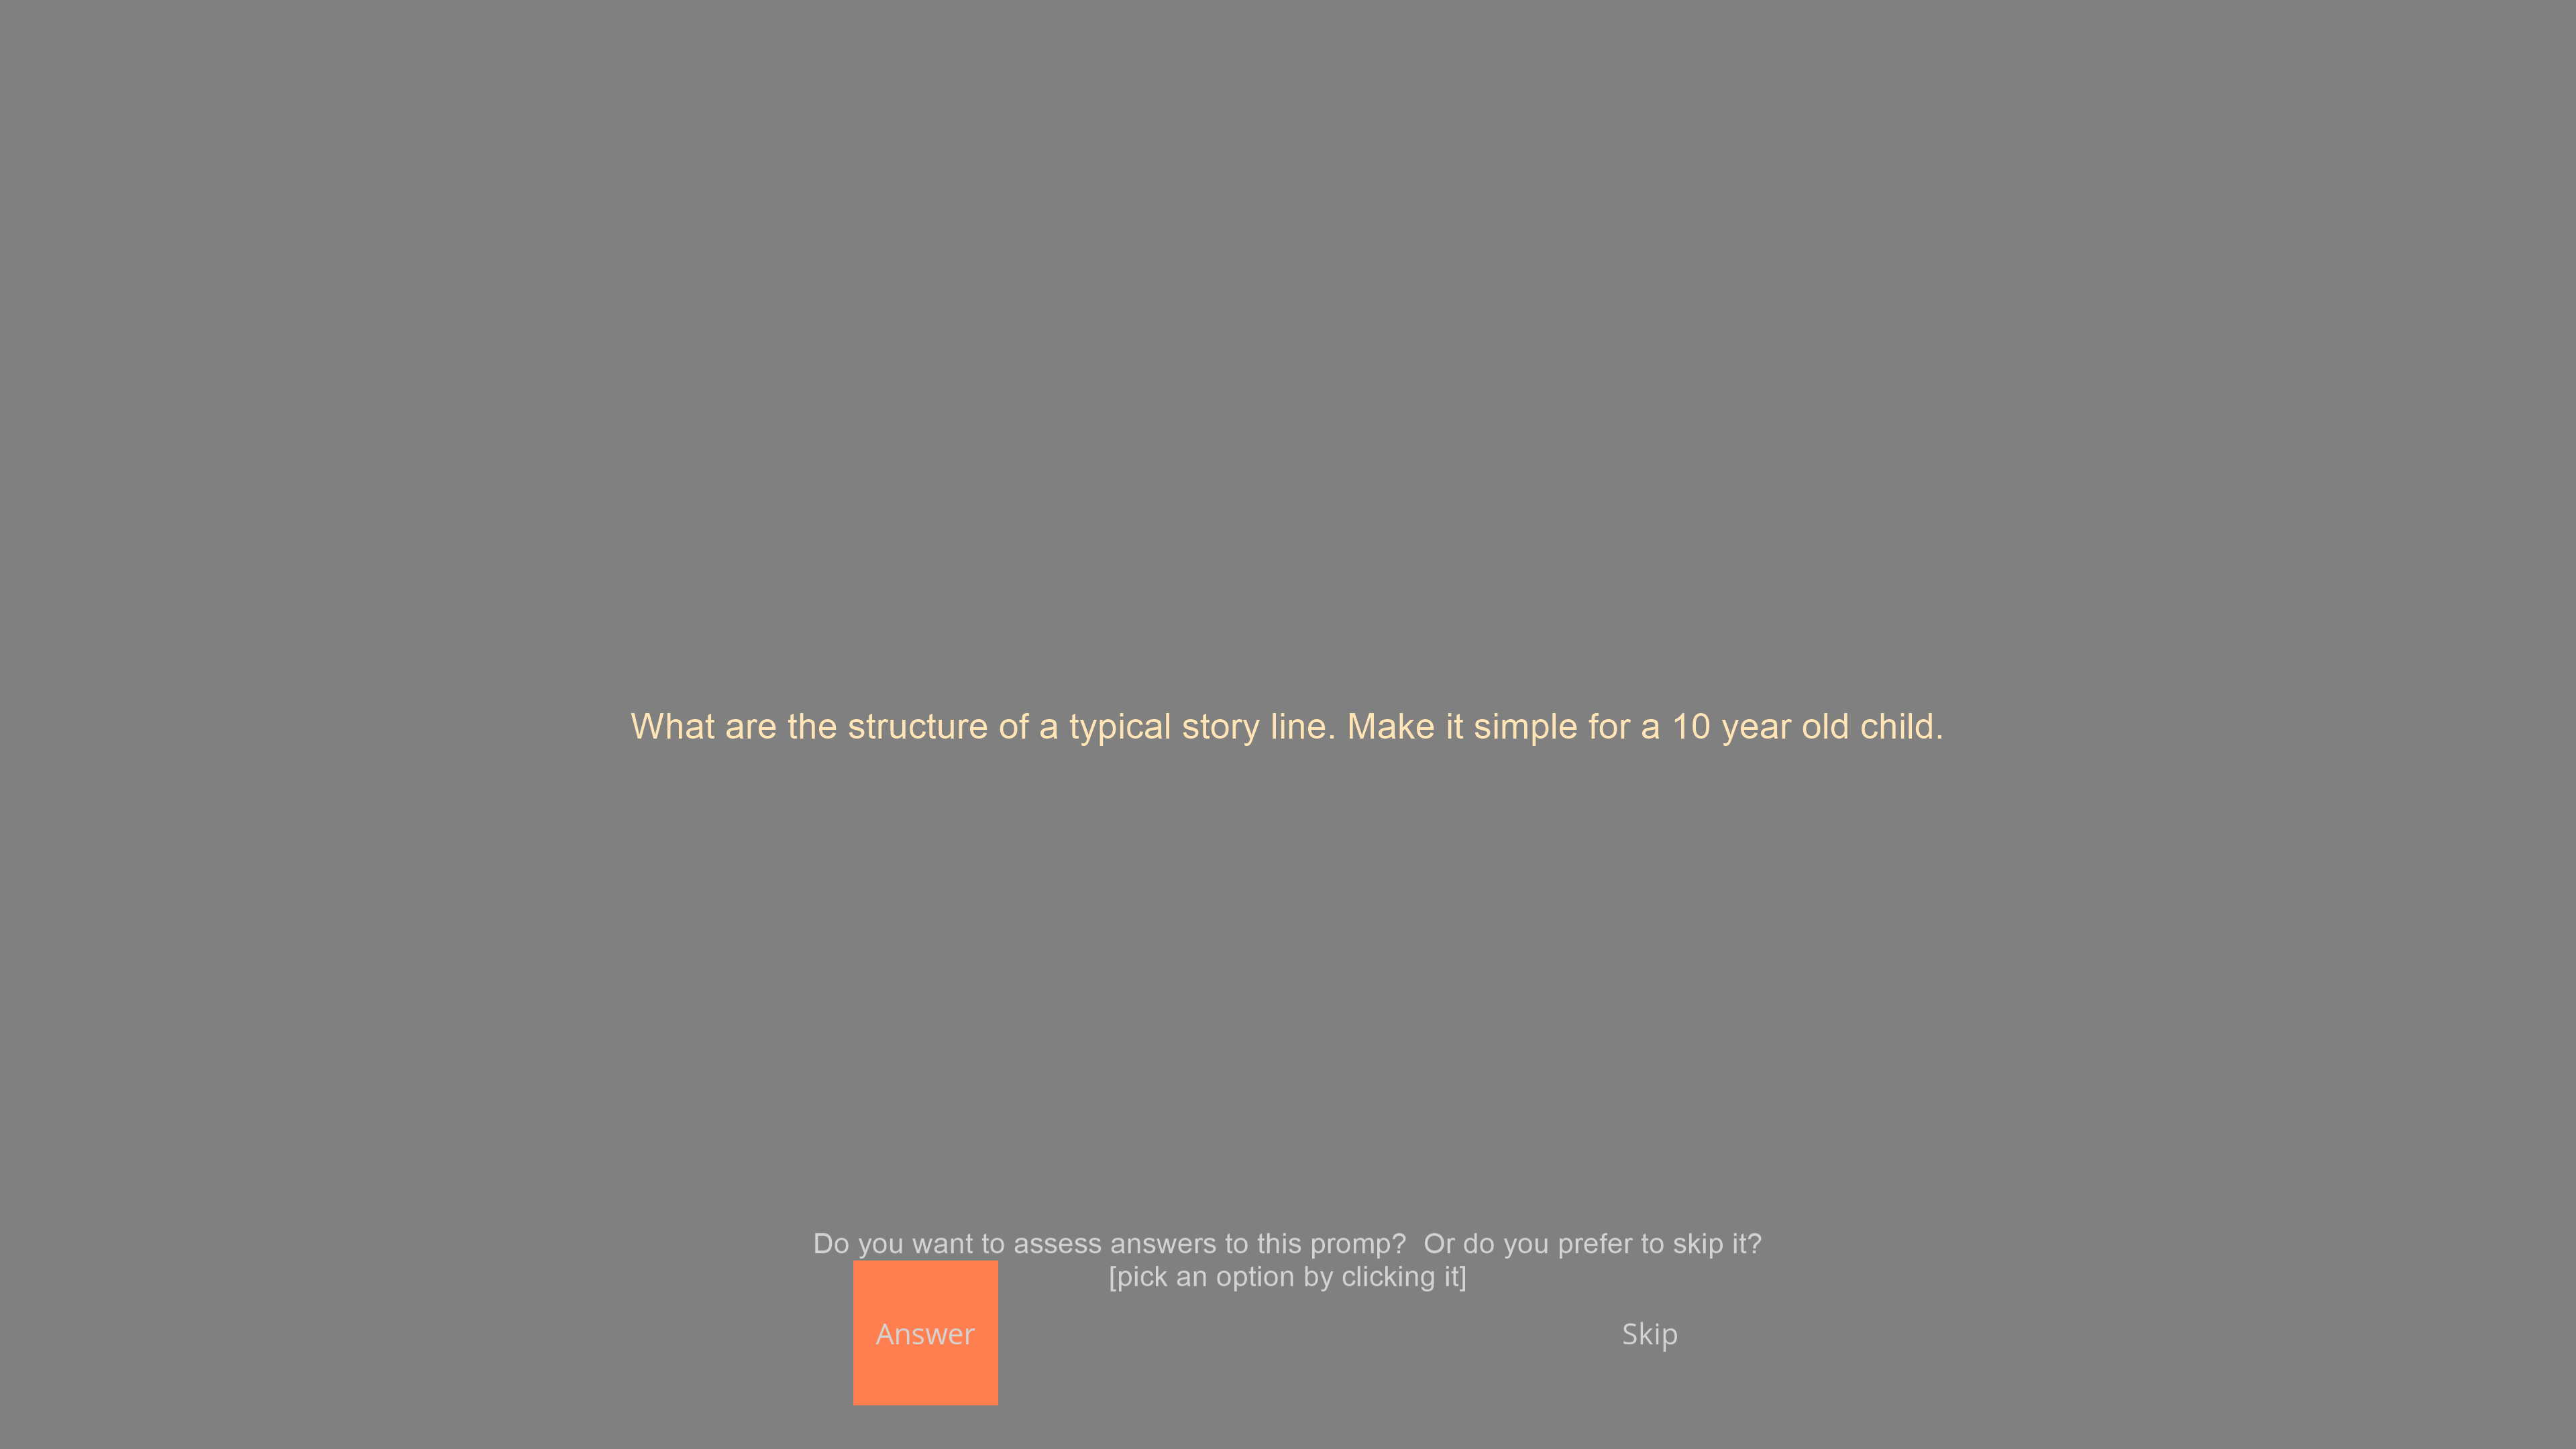 What are the structure of a typical story line. Make it simple for a 10 year old child.
Do you want to assess answers to this promp?  Or do you prefer to skip it?
[pick an option by clicking it]
Answer
Skip